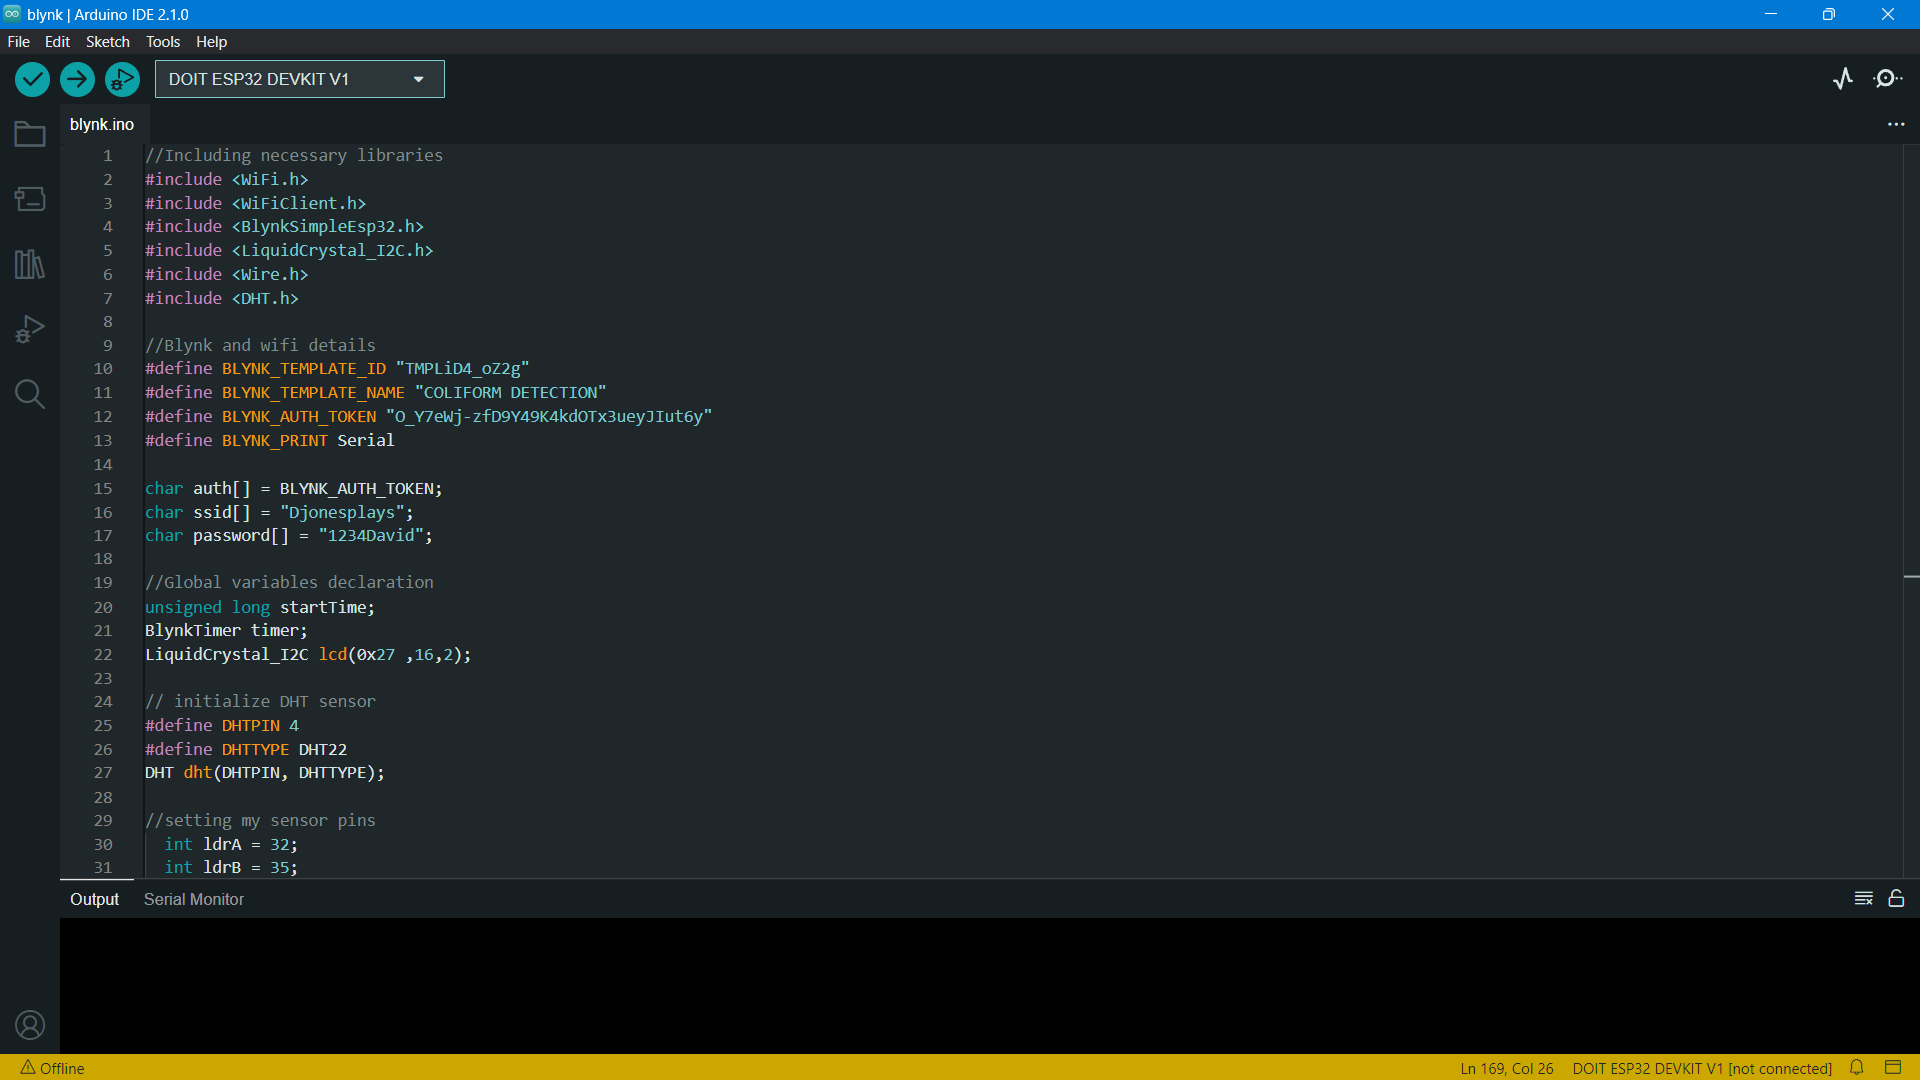 blynk | Arduino IDE 2.1.0
File Edit Sketch Tools Help
DOIT ESP32 DEVKIT V1
blynk.ino
1 //Including necessary libraries
2 #include <WiFi.h>
3 #include <WiFiClient.h>
4 #include <BlynkSimpleEsp32.h>
5 #include <LiquidCrystal_I2C.h>
6 #include <Wire.h>
7 #include <DHT.h>
8
9 //Blynk and wifi details
10 #define BLYNK_TEMPLATE_ID "TMPLiD4_oZ2g"
11 #define BLYNK_TEMPLATE_NAME "COLIFORM DETECTION"
12 #define BLYNK_AUTH_TOKEN "O_Y7eWj-zfD9Y49K4kdOTx3ueyJIut6y"
13 #define BLYNK_PRINT Serial
14
15 char auth[] = BLYNK_AUTH_TOKEN;
16 char ssid[] = "Djonesplays";
17 char password[] = "1234David";
18
19 //Global variables declaration
20 unsigned long startTime;
21 BlynkTimer timer;
22 LiquidCrystal_I2C lcd(0x27 ,16,2);
23
24 // initialize DHT sensor
25 #define DHTPIN 4
26 #define DHTTYPE DHT22
27 DHT dht(DHTPIN, DHTTYPE);
28
29 //setting my sensor pins
30 int ldrA = 32;
31 int ldrB = 35;
Output Serial Monitor
Offline Ln 169, Col 26 DOIT ESP32 DEVKIT V1 [not connected]